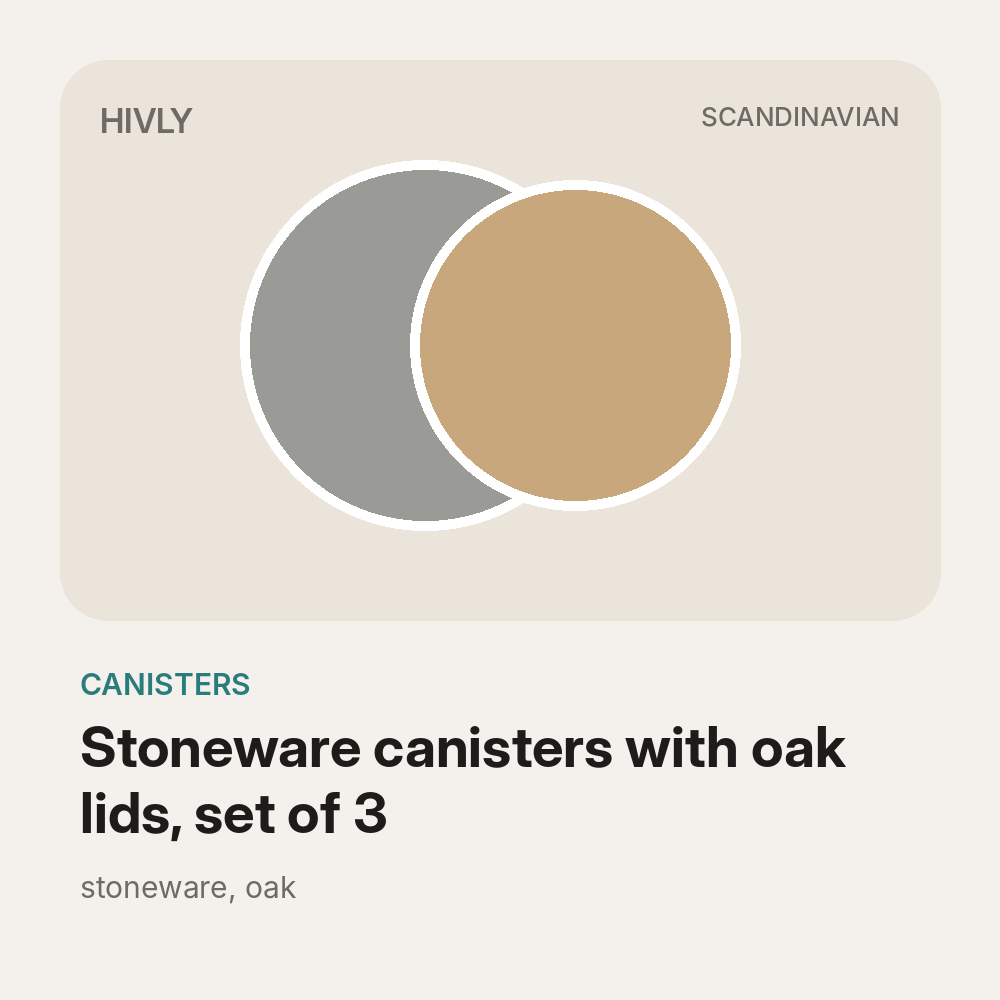 HIVLY
SCANDINAVIAN
CANISTERS
Stoneware canisters with oak
lids, set of 3
stoneware, oak